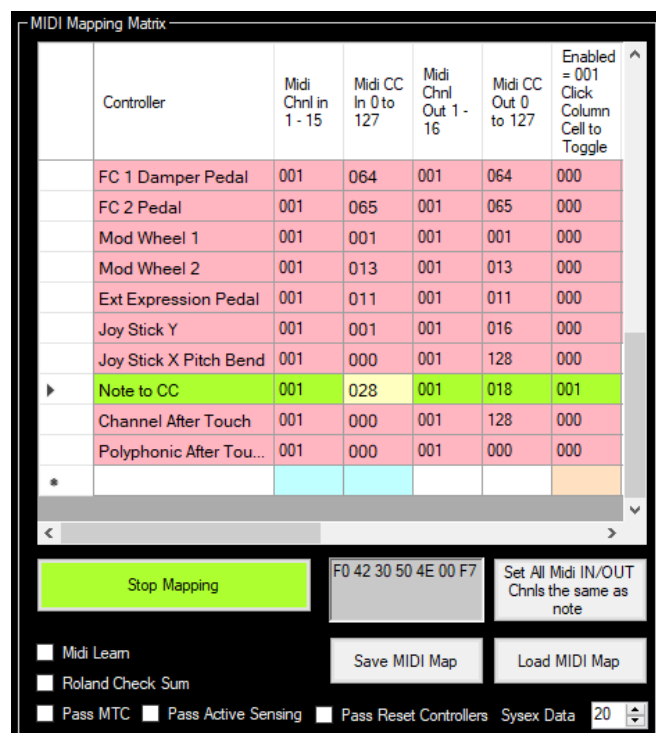 MIDI Mapping Matrix
Controller Midi Chnl in 1 - 15 Midi CC In 0 to 127 Midi Chnl Out 1 - 16 Midi CC Out 0 to 127 Enabled = 001 Click Column Cell to Toggle
FC 1 Damper Pedal 001 064 001 064 000
FC 2 Pedal 001 065 001 065 000
Mod Wheel 1 001 001 001 001 000
Mod Wheel 2 001 013 001 013 000
Ext Expression Pedal 001 011 001 011 000
Joy Stick Y 001 001 001 016 000
Joy Stick X Pitch Bend 001 000 001 128 000
Note to CC 001 028 001 018 001
Channel After Touch 001 000 001 128 000
Polyphonic After Tou... 001 000 001 000 000
Stop Mapping
F0 42 30 50 4E 00 F7
Set All Midi IN/OUT
Chnls the same as
note
Midi Learn
Save MIDI Map
Load MIDI Map
Roland Check Sum
Pass MTC Pass Active Sensing Pass Reset Controllers Sysex Data 20